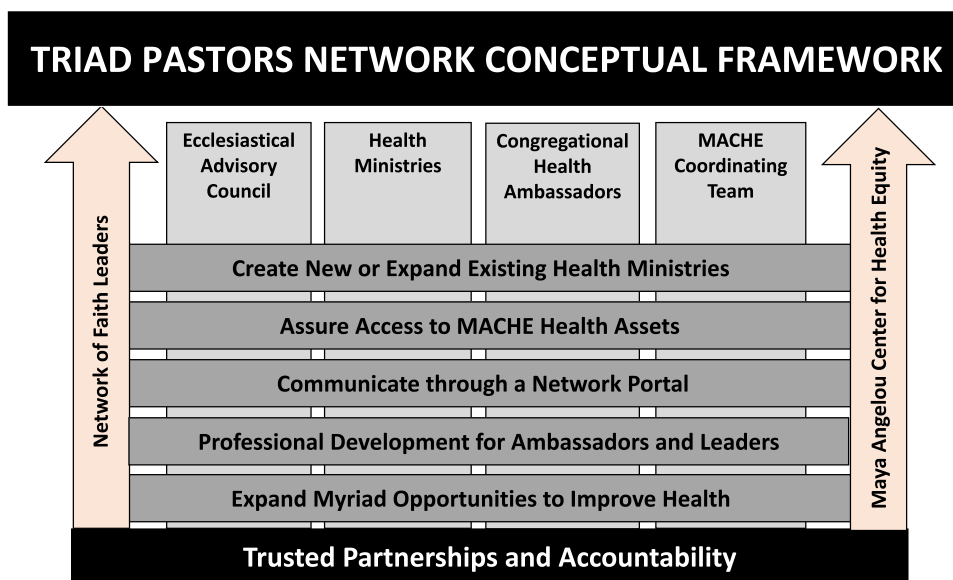 TRIAD PASTORS NETWORK CONCEPTUAL FRAMEWORK
Ecclesiastical
Advisory
Council
Health
Ministries
Congregational
Health
Ambassadors
MACHE
Coordinating
Team
Network of Faith Leaders
Maya Angelou Center for Health Equity
Create New or Expand Existing Health Ministries
Assure Access to MACHE Health Assets
Communicate through a Network Portal
Professional Development for Ambassadors and Leaders
Expand Myriad Opportunities to Improve Health
Trusted Partnerships and Accountability